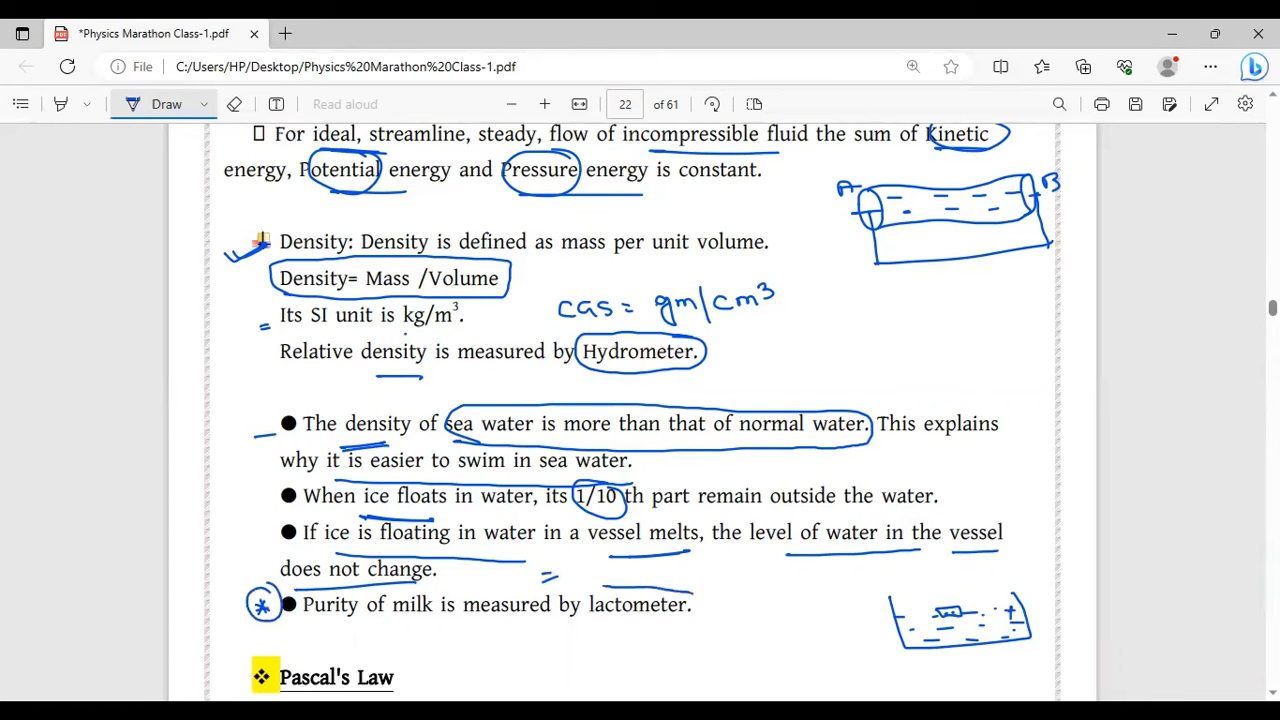 *Physics Marathon Class-1.pdf
File C:/Users/HP/Desktop/Physics%20Marathon%20Class-1.pdf
Draw Read aloud 22 of 61
For ideal, streamline, steady, flow of incompressible fluid the sum of Kinetic
energy, Potential energy and Pressure energy is constant.
A B
Density: Density is defined as mass per unit volume.
Density= Mass /Volume
Its SI unit is kg/m³.
CGS = gm/cm³
Relative density is measured by Hydrometer.
● The density of sea water is more than that of normal water. This explains
why it is easier to swim in sea water.
● When ice floats in water, its 1/10 th part remain outside the water.
● If ice is floating in water in a vessel melts, the level of water in the vessel
does not change.
● Purity of milk is measured by lactometer.
❖ Pascal's Law